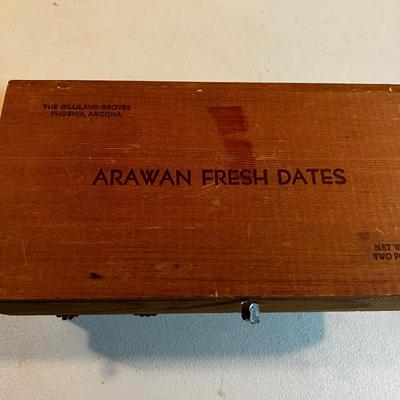 THE GILLILAND GROVES
PHOENIX, ARIZONA
ARAWAN FRESH DATES
NET W
TWO P